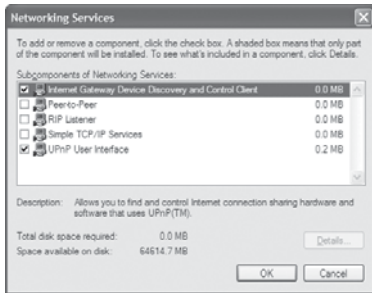 Networking Services
To add or remove a component, click the check box. A shaded box means that only part
of the component will be installed. To see what's included in a component, click Details.
Subcomponents of Networking Services:
Internet Gateway Device Discovery and Control Client 0.0 MB
Peer-to-Peer 0.0 MB
RIP Listener 0.0 MB
Simple TCP/IP Services 0.0 MB
UPnP User Interface 0.2 MB
Description: Allows you to find and control Internet connection sharing hardware and
software that uses UPnP(TM).
Total disk space required: 0.0 MB
Space available on disk: 64614.7 MB
Details...
OK Cancel